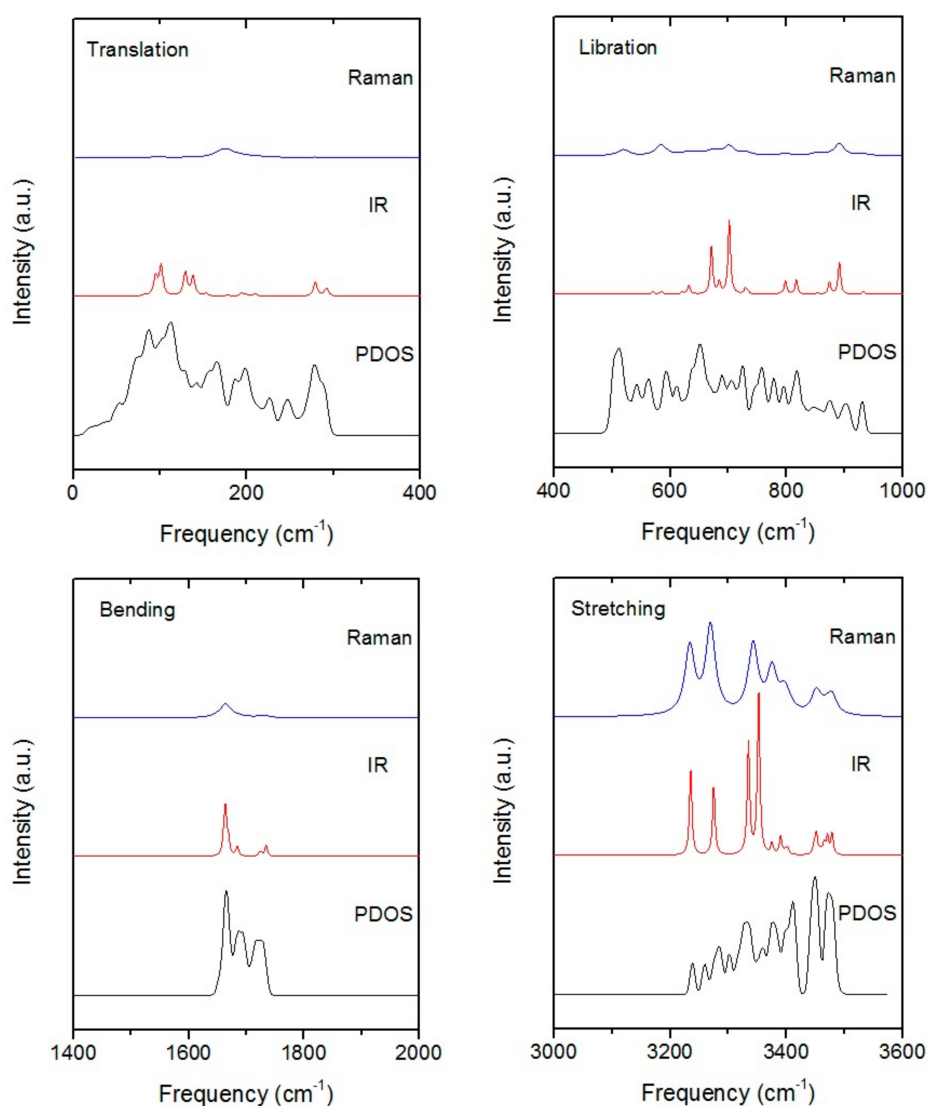 Translation
Raman
IR
PDOS
Intensity (a.u.)
0 200 400
Frequency (cm-1)
Libration
Raman
IR
PDOS
Intensity (a.u.)
400 600 800 1000
Frequency (cm-1)
Bending
Raman
IR
PDOS
Intensity (a.u.)
1400 1600 1800 2000
Frequency (cm-1)
Stretching
Raman
IR
PDOS
Intensity (a.u.)
3000 3200 3400 3600
Frequency (cm-1)